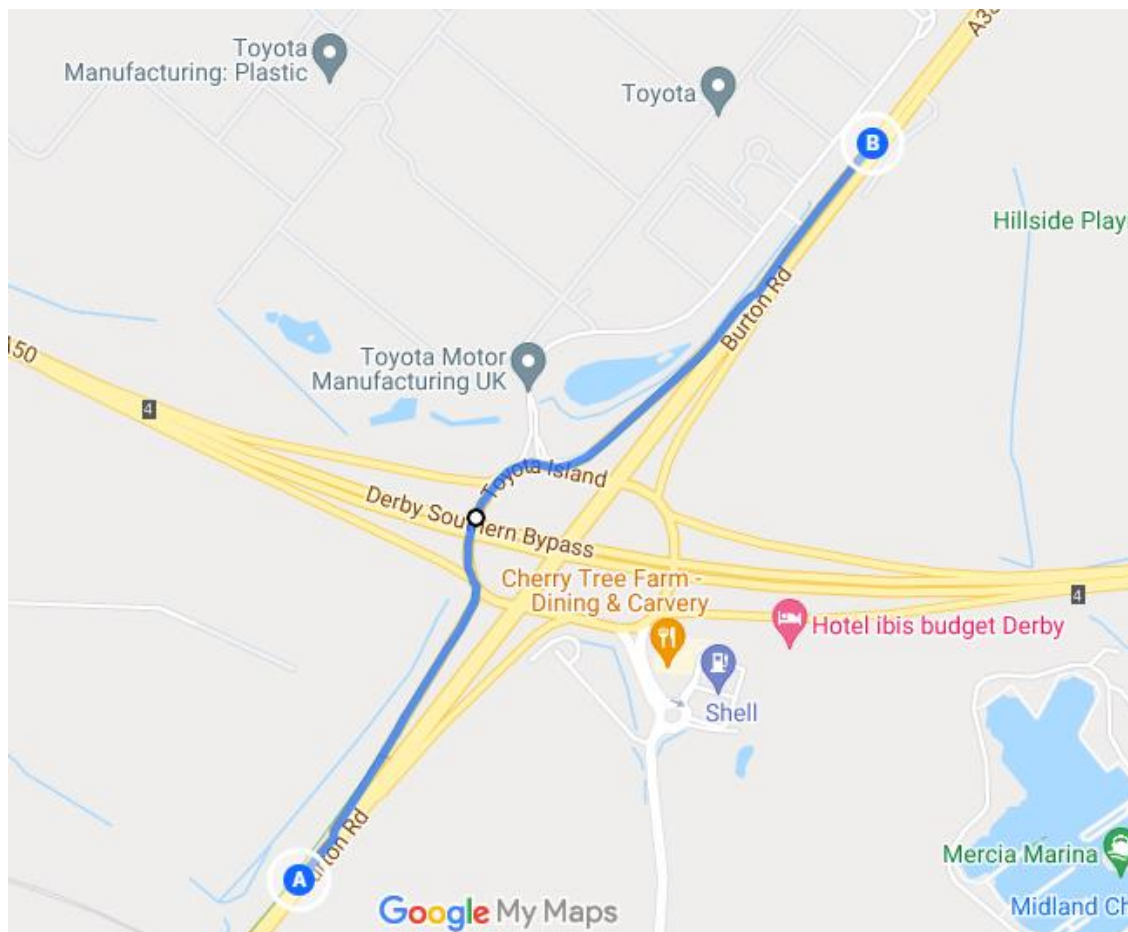 Toyota
Manufacturing: Plastic
A38
Toyota
B
Hillside Play
Burton Rd
150
Toyota Motor
Manufacturing UK
4
Toyota Island
Derby Southern Bypass
Cherry Tree Farm -
Dining & Carvery
4
Hotel ibis budget Derby
Shell
urton Rd
Mercia Marina
A
Midland Ch
Google My Maps